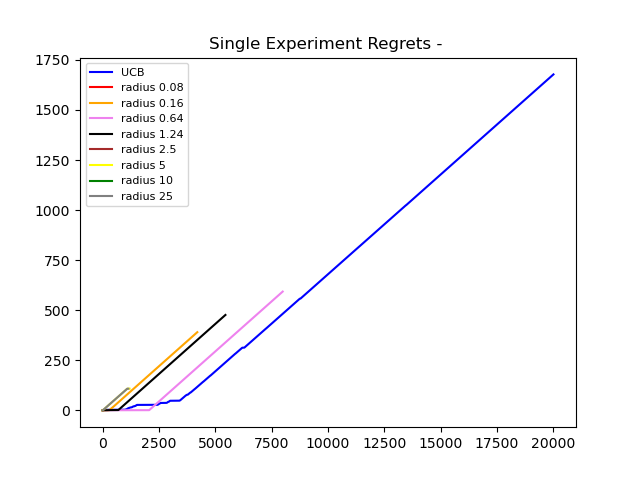 Single Experiment Regrets -
1750
1500
1250
1000
750
500
250
0
UCB
radius 0.08
radius 0.16
radius 0.64
radius 1.24
radius 2.5
radius 5
radius 10
radius 25
0 2500 5000 7500 10000 12500 15000 17500 20000